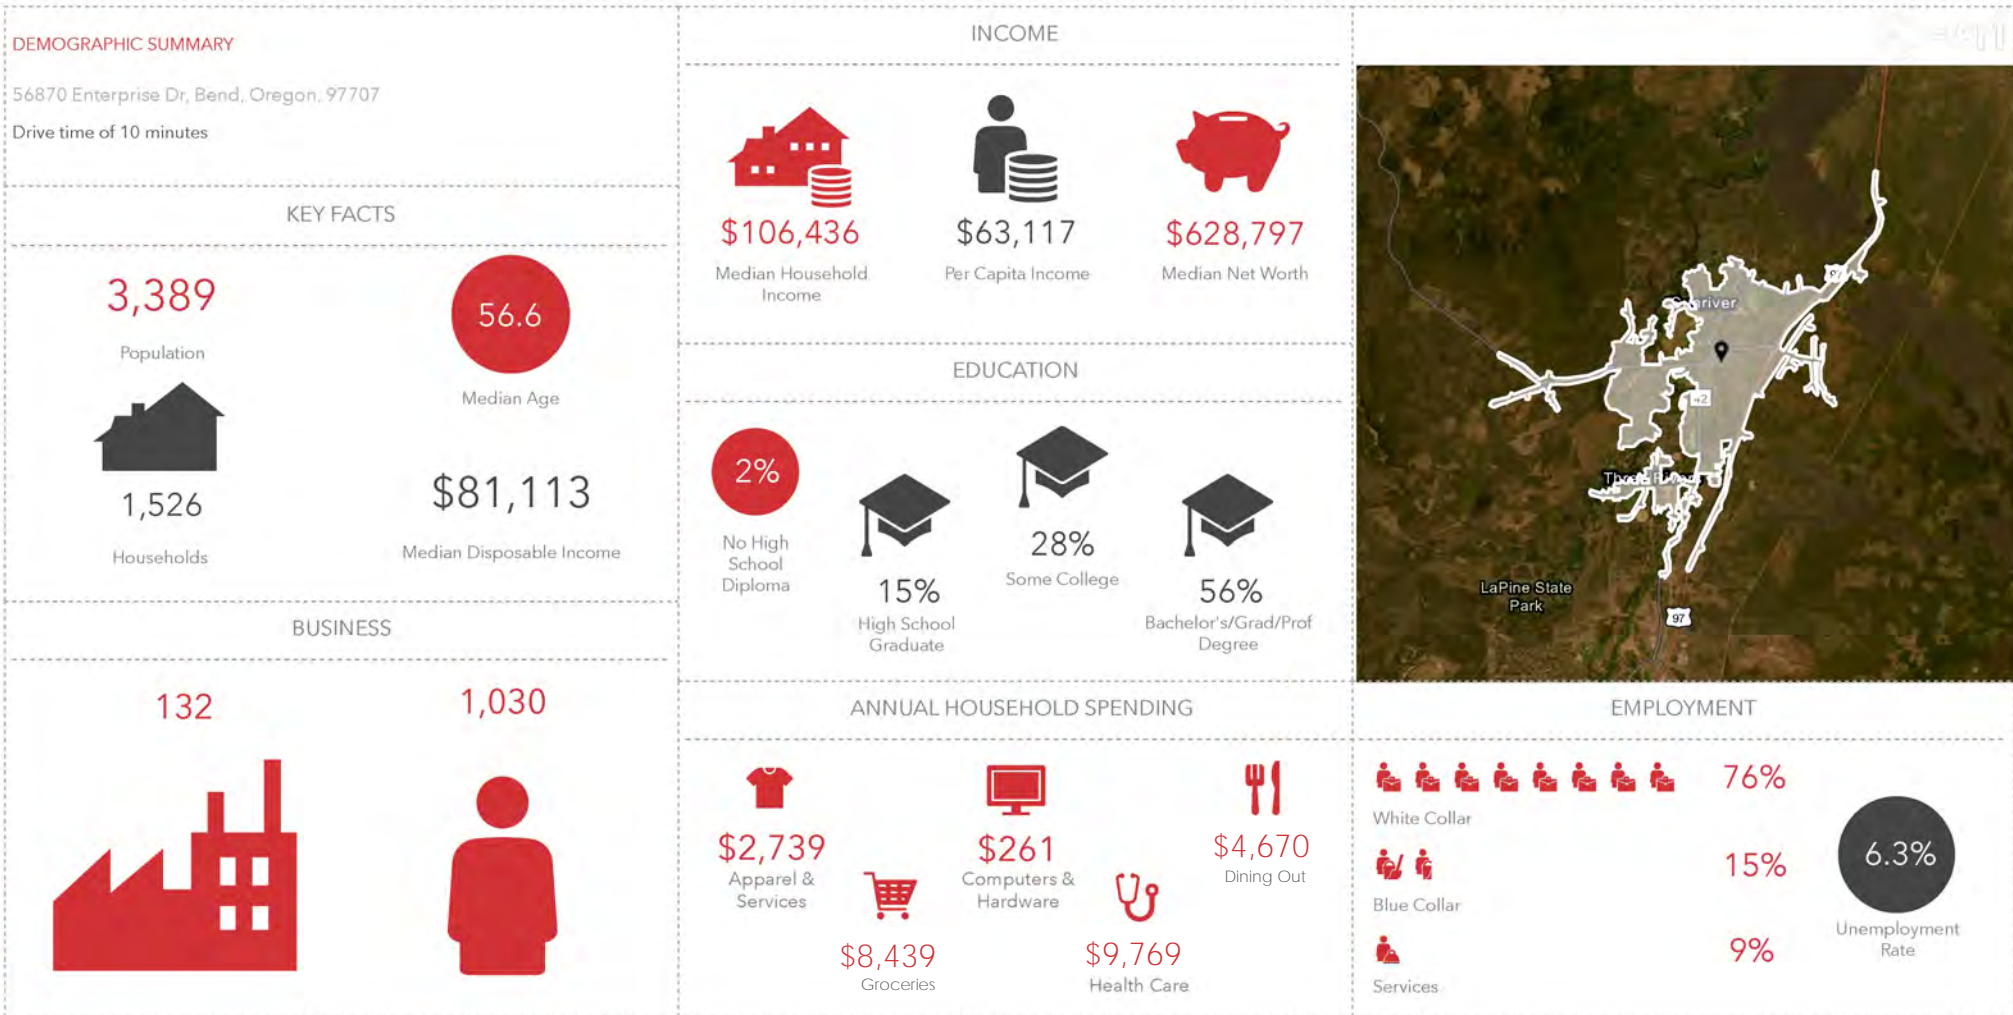 DEMOGRAPHIC SUMMARY
56870 Enterprise Dr, Bend, Oregon, 97707
Drive time of 10 minutes
KEY FACTS
3,389
Population
56.6
Median Age
1,526
Households
$81,113
Median Disposable Income
BUSINESS
132
1,030
INCOME
$106,436
Median Household
Income
$63,117
Per Capita Income
$628,797
Median Net Worth
EDUCATION
2%
No High
School
Diploma
15%
High School
Graduate
28%
Some College
56%
Bachelor's/Grad/Prof
Degree
ANNUAL HOUSEHOLD SPENDING
$2,739
Apparel &
Services
$8,439
Groceries
$261
Computers &
Hardware
$9,769
Health Care
$4,670
Dining Out
97
42
LaPine State
Park
97
EMPLOYMENT
76%
White Collar
15%
Blue Collar
9%
Services
6.3%
Unemployment
Rate